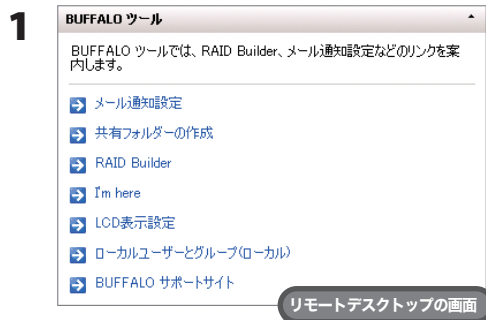 1
BUFFALO ツール
BUFFALO ツールでは、RAID Builder、メール通知設定などのリンクを案
内します。
メール通知設定
共有フォルダーの作成
RAID Builder
I'm here
LCD表示設定
ローカルユーザーとグループ(ローカル)
BUFFALO サポートサイト
リモートデスクトップの画面